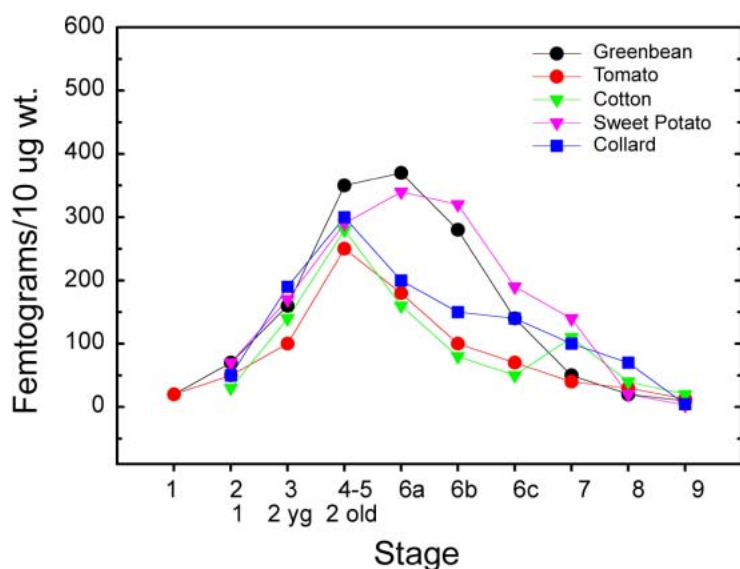 600
500
400
300
200
100
0
Femtograms/10 ug wt.
Greenbean
Tomato
Cotton
Sweet Potato
Collard
1 2 3 4-5 6a 6b 6c 7 8 9
1 2 yg 2 old
Stage